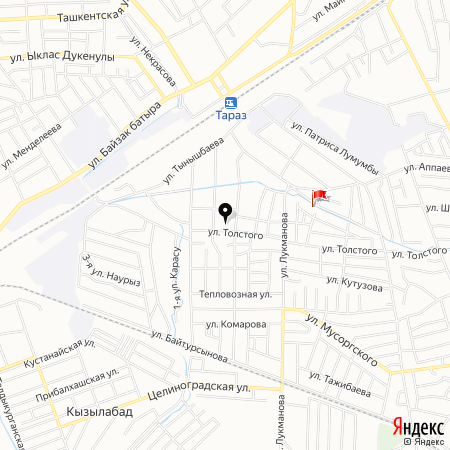 Ташкентская ул.
ул. Май
ул. Ыклас Дукенулы
ул. Некрасова
Тараз
ул. Менделеева
ул. Байзак батыра
ул. Тынышбаева
ул. Патриса Лумумбы
ул. Аппаев
ул. Ш
ул. Лукманова
ул. Толстого
ул. Толстого
ул. Толстого
3-я ул. Наурыз
1-я ул. Карасу
ул. Кутузова
Тепловозная ул.
ул. Комарова
ул. Мусоргского
ул. Байтурсынова
Кустанайская ул.
Прибалхашская ул.
ул. Тажибаева
Целиноградская ул.
Талдыкурганская
Кызылабад
ул. Лукманова
Яндекс